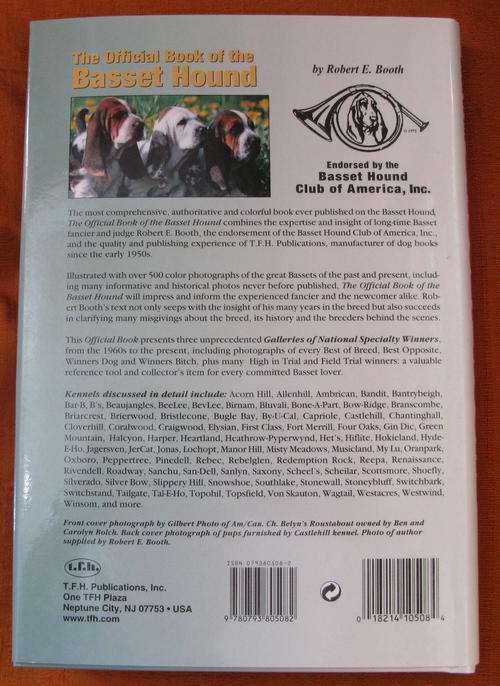 The Official Book of the
Basset Hound
by Robert E. Booth
Endorsed by the
Basset Hound
Club of America, Inc.
The most comprehensive, authoritative and colorful book ever published on the Basset Hound,
The Official Book of the Basset Hound combines the expertise and insight of long-time Basset
fancier and judge Robert E. Booth, the endorsement of the Basset Hound Club of America, Inc.,
and the quality and publishing experience of T.F.H. Publications, manufacturer of dog books
since the early 1950s.
Illustrated with over 500 color photographs of the great Bassets of the past and present, includ-
ing many informative and historical photos never before published, The Official Book of the
Basset Hound will impress and inform the experienced fancier and the newcomer alike. Rob-
ert Booth's text not only seeps with the insight of his many years in the breed but also succeeds
in clarifying many misgivings about the breed, its history and the breeders behind the scenes.
This Official Book presents three unprecedented Galleries of National Specialty Winners,
from the 1960s to the present, including photographs of every Best of Breed, Best Opposite,
Winners Dog and Winners Bitch, plus many High in Trial and Field Trial winners: a valuable
reference tool and collector's item for every committed Basset lover.
Kennels discussed in detail include: Acorn Hill, Allenhill, Ambrican, Bandit, Bantryheigh,
Bar-B, B's, Beaujangles, BeeLee, BevLee, Birnam, Bluvali, Bone-A-Part, Bow-Ridge, Branscombe,
Briarcrest, Brierwood, Bristlecone, Bugle Bay, By-U-Cal, Capriole, Castlehill, Chantinghall,
Cloverhill, Coralwood, Craigwood, Elysian, First Class, Fort Merrill, Four Oaks, Gin Dic, Green
Mountain, Halcyon, Harper, Heartland, Heathrow-Pyperwynd, Het's, Hiflite, Hokieland, Hyde-
E-Ho, Jagersven, JerCat, Jonas, Lochopt, Manor Hill, Misty Meadows, Musicland, My Lu, Oranpark,
Oxboro, Peppertree, Pinedell, Rebec, Rebelglen, Redemption Rock, Reepa, Renaissance,
Rivendell, Roadway, Sanchu, San-Dell, Sanlyn, Saxony, Scheel's, Scheilar, Scottsmore, Shoefly,
Silverado, Silver Bow, Slippery Hill, Snowshoe, Southlake, Stonewall, Stoneybluff, Switchbark,
Switchstand, Tailgate, Tal-E-Ho, Topohil, Topsfield, Von Skauton, Wagtail, Westacres, Westwind,
Winsom, and more.
Front cover photograph by Gilbert Photo of Am/Can. Ch. Belyn's Roustabout owned by Ben and
Carolyn Rolch. Back cover photograph of pups furnished by Castlehill kennel. Photo of author
supplied by Robert E. Booth.
t.f.h.
T.F.H. Publications, Inc.
One TFH Plaza
Neptune City, NJ 07753 • USA
www.tfh.com
ISBN 0793805082
9 780793 805082
0 18214 10508 4